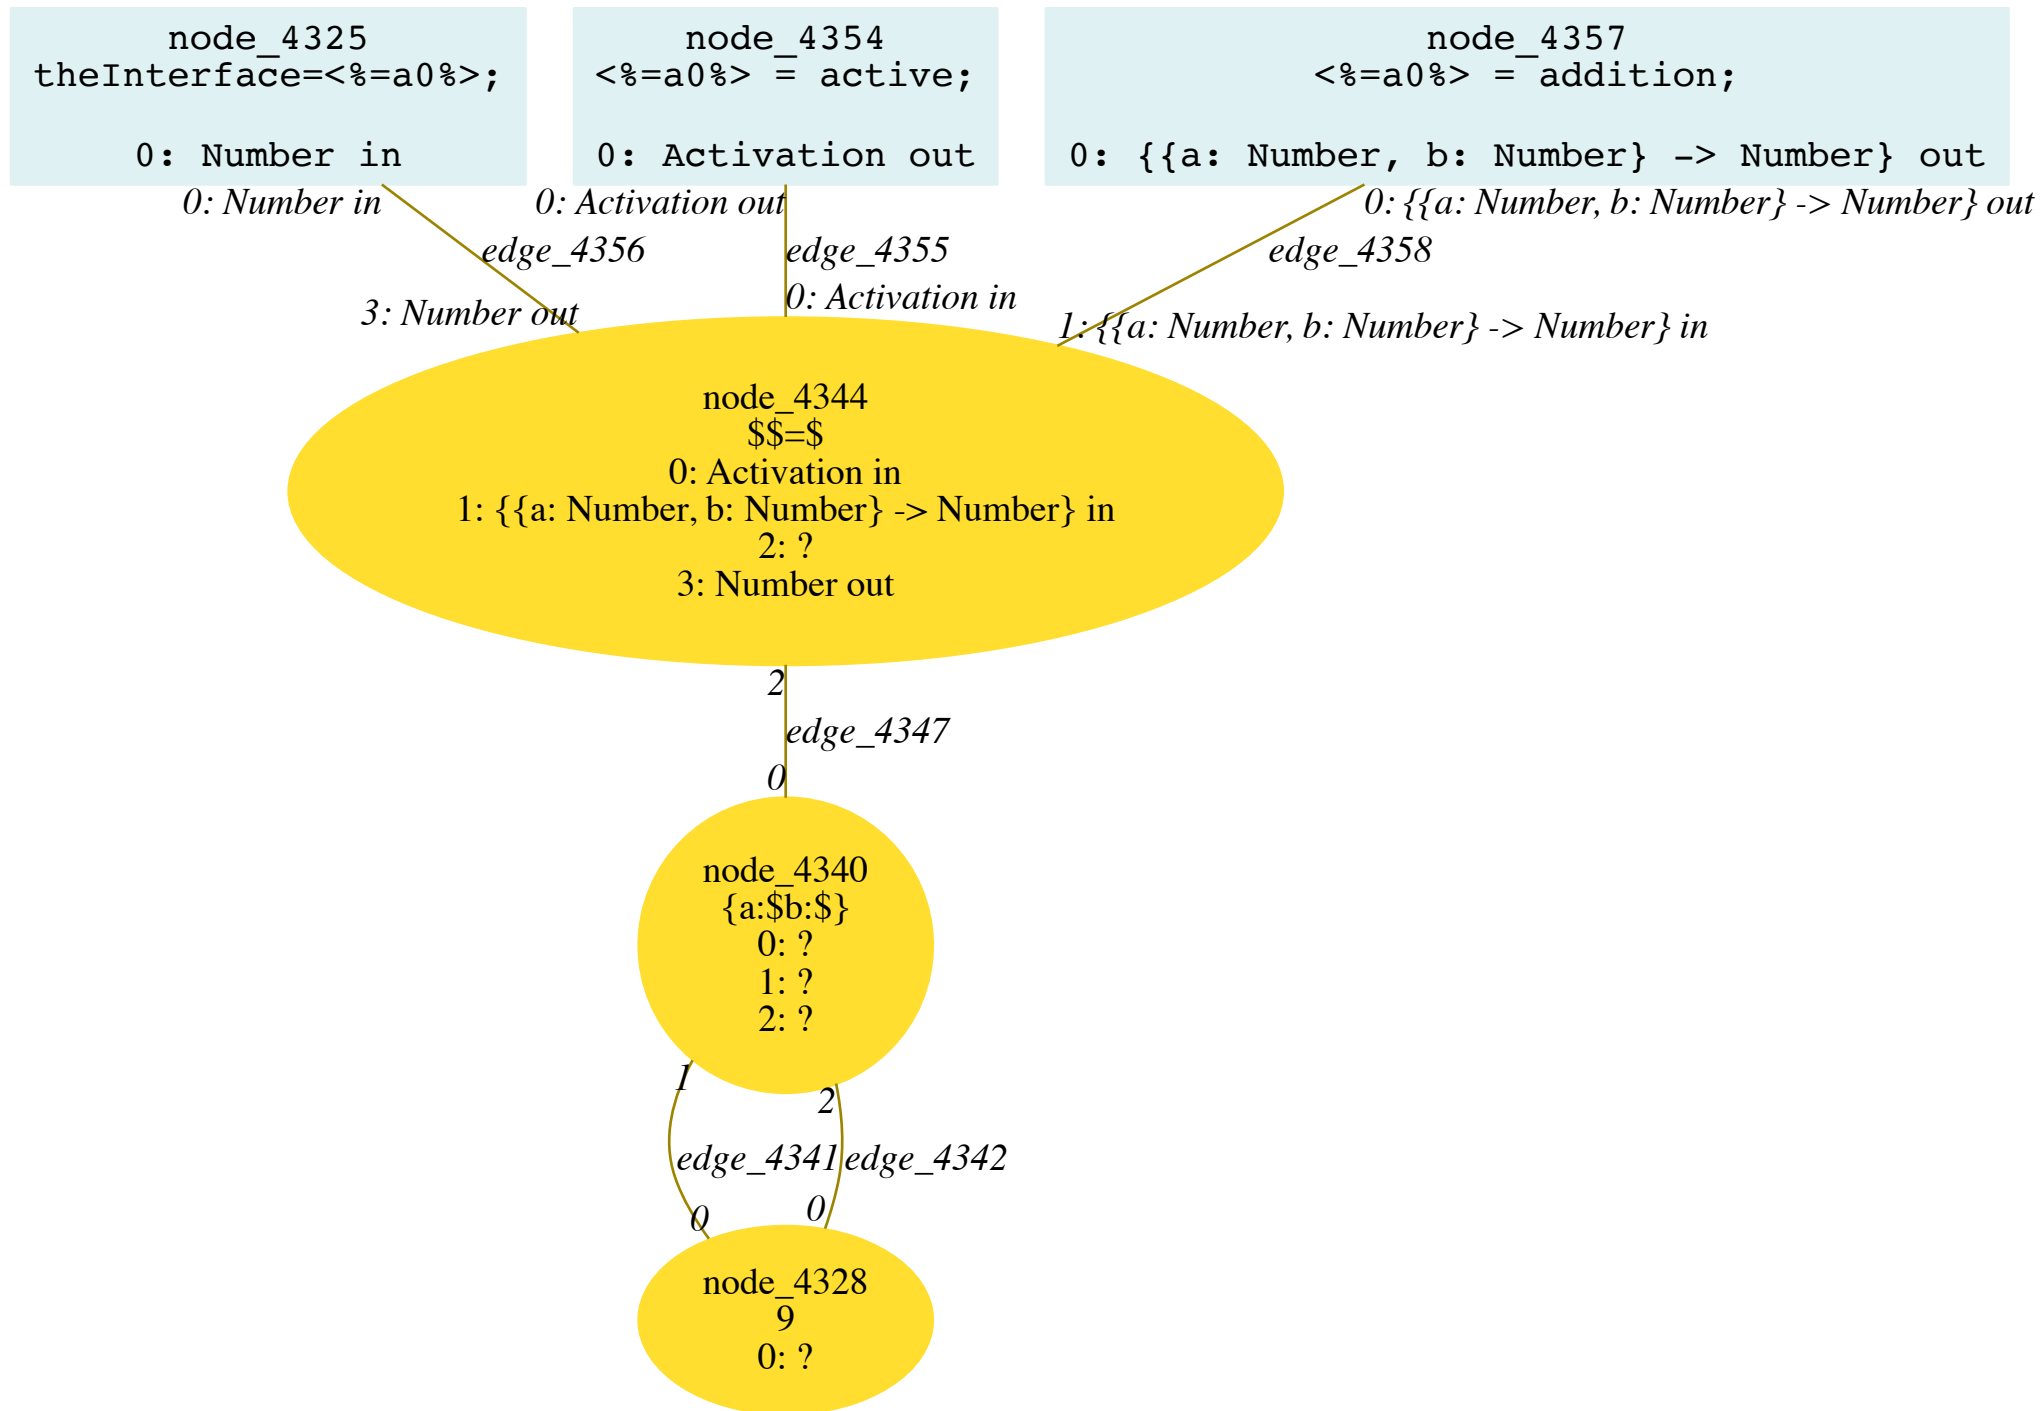 node_4325
theInterface=<%=a0%>;
0: Number in
node_4354
<%=a0%> = active;
0: Activation out
node_4357
<%=a0%> = addition;
0: {{a: Number, b: Number} -> Number} out
0: Number in
0: Activation out
0: {{a: Number, b: Number} -> Number} out
edge_4356
edge_4355
edge_4358
3: Number out
0: Activation in
1: {{a: Number, b: Number} -> Number} in
node_4344
$$=$
0: Activation in
1: {{a: Number, b: Number} -> Number} in
2: ?
3: Number out
2
edge_4347
0
node_4340
{a:$b:$}
0: ?
1: ?
2: ?
1
2
edge_4341
edge_4342
0
0
node_4328
9
0: ?